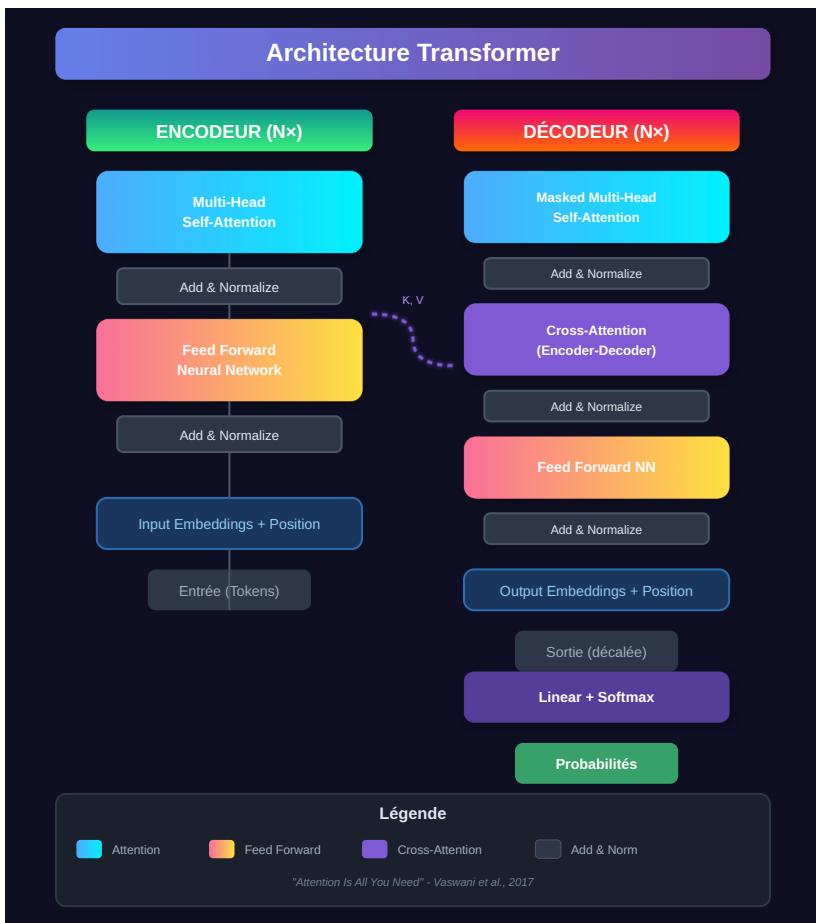 Architecture Transformer
ENCODEUR (N×)
Multi-Head
Self-Attention
Add & Normalize
Feed Forward
Neural Network
Add & Normalize
Input Embeddings + Position
Entrée (Tokens)
K, V
DÉCODEUR (N×)
Masked Multi-Head
Self-Attention
Add & Normalize
Cross-Attention
(Encoder-Decoder)
Add & Normalize
Feed Forward NN
Add & Normalize
Output Embeddings + Position
Sortie (décalée)
Linear + Softmax
Probabilités
Légende
Attention
Feed Forward
Cross-Attention
Add & Norm
"Attention Is All You Need" - Vaswani et al., 2017